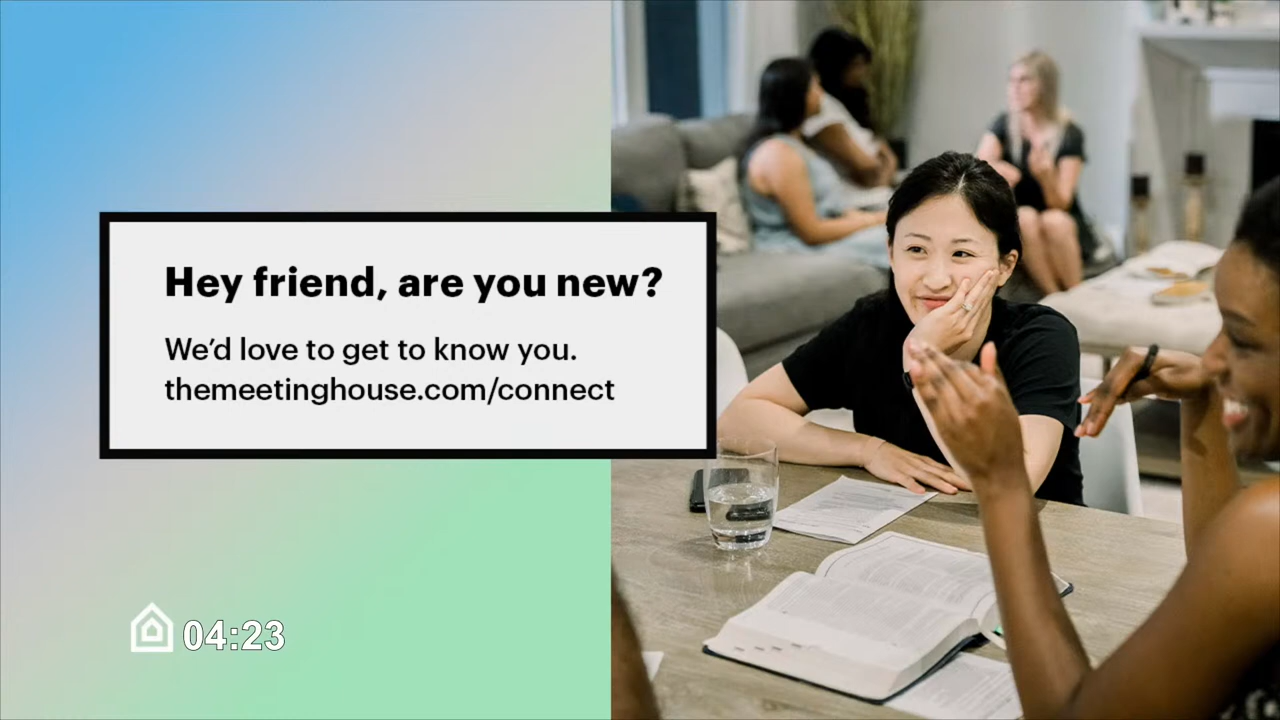 Hey friend, are you new?
We'd love to get to know you.
themeetinghouse.com/connect
04:23